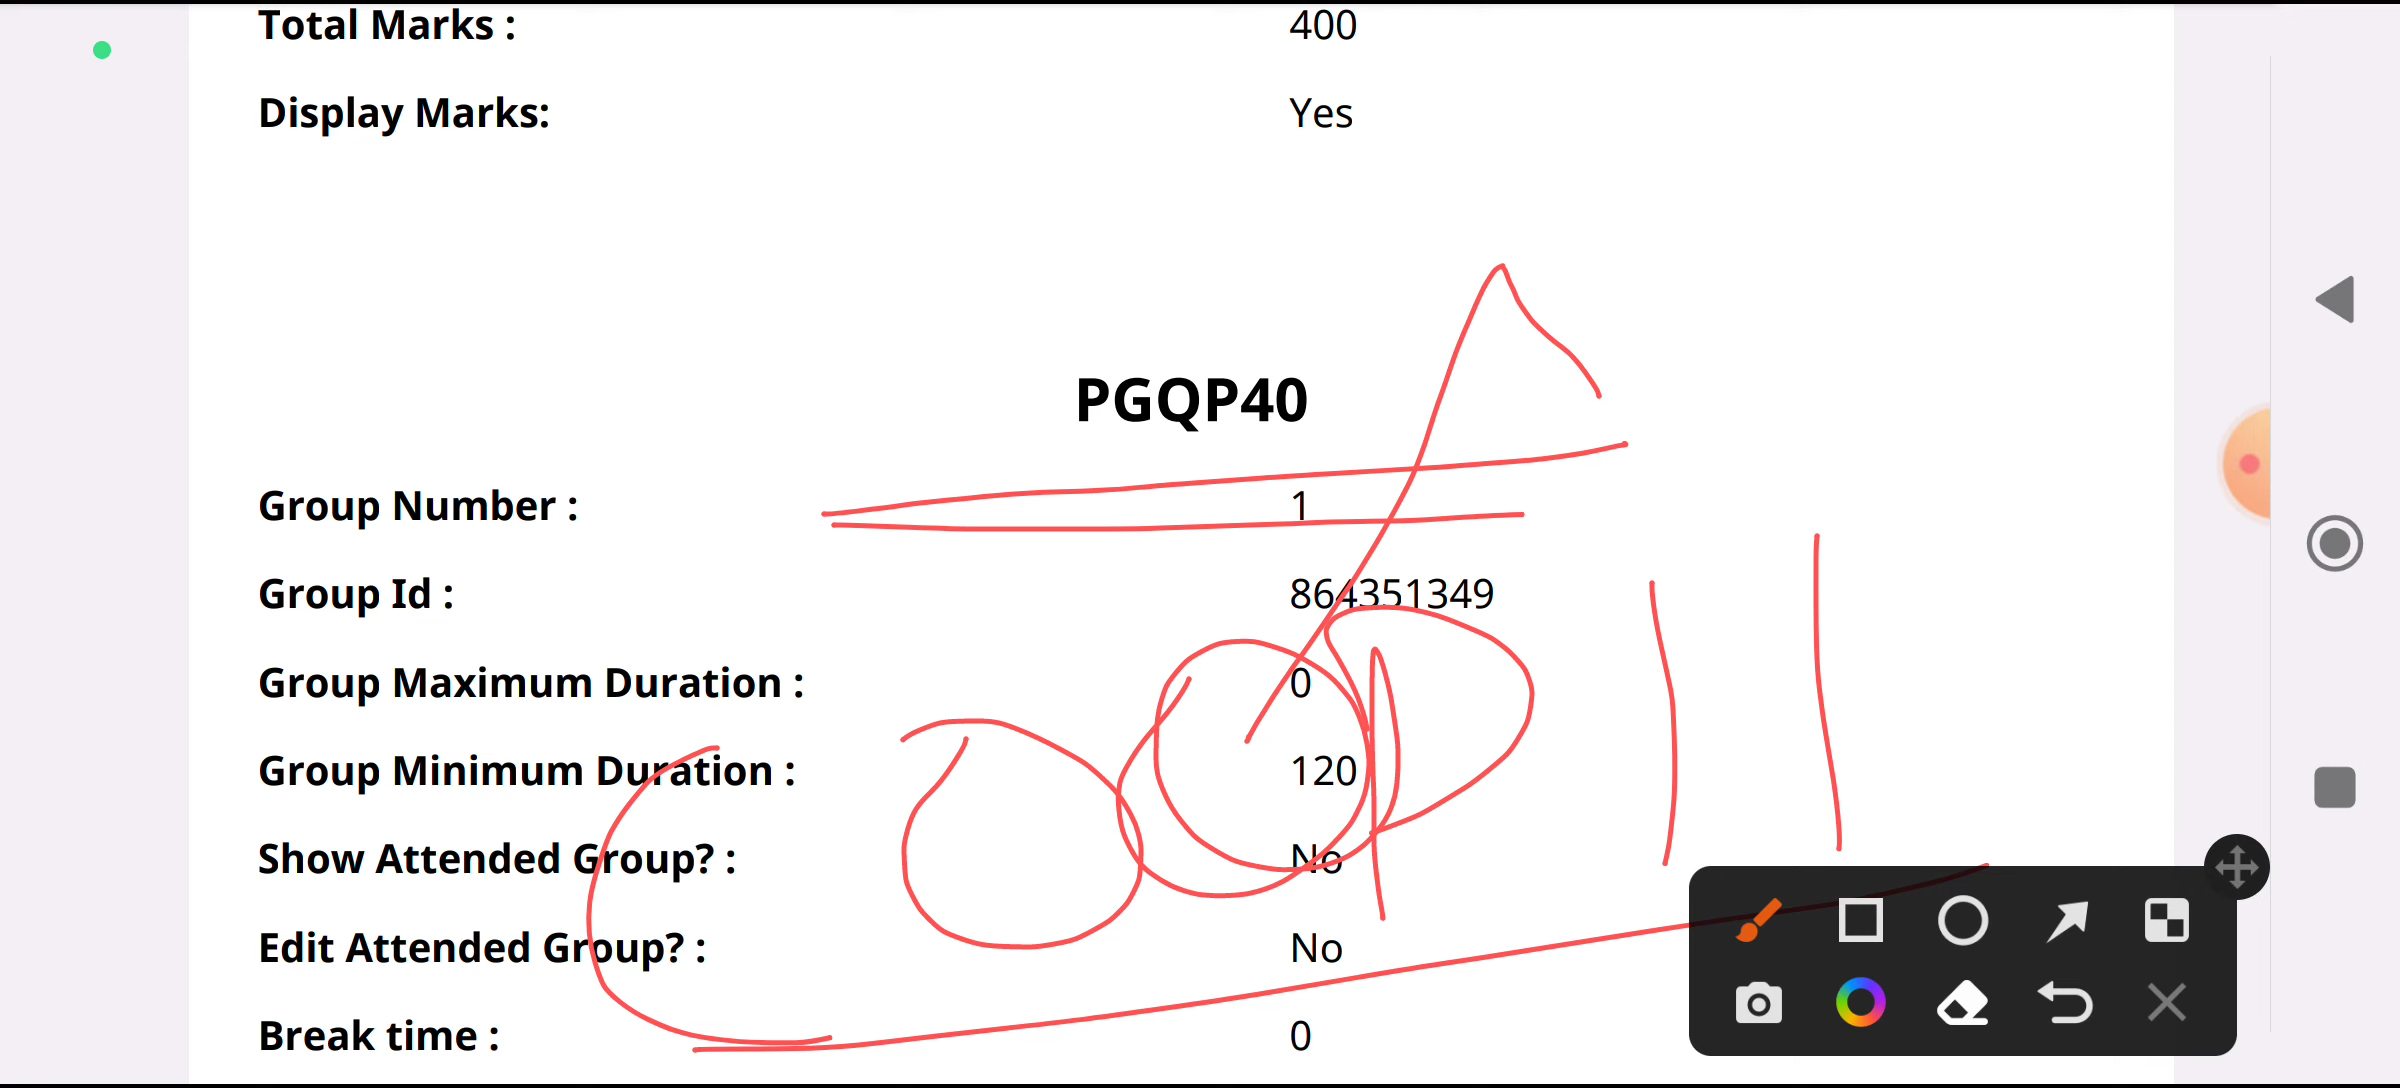 Total Marks : 400
Display Marks: Yes
PGQP40
Group Number : 1
Group Id : 864351349
Group Maximum Duration : 0
Group Minimum Duration : 120
Show Attended Group? : No
Edit Attended Group? : No
Break time : 0
COOP